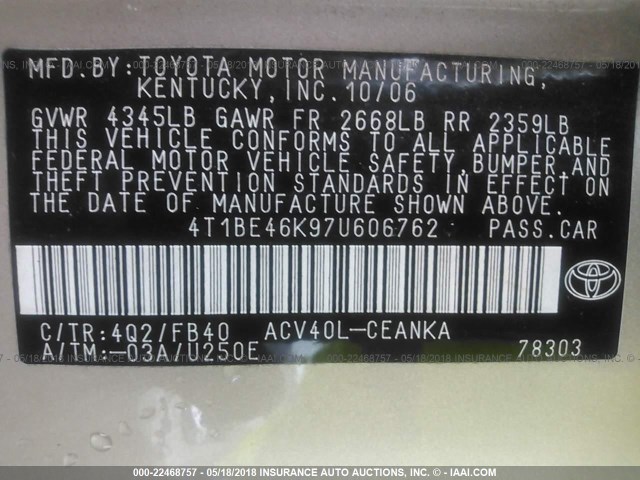 MFD.BY:TOYOTA MOTOR MANUFACTURING,
KENTUCKY, INC. 10/06
GVWR 4345LB GAWR FR 2668LB RR 2359LB
THIS VEHICLE CONFORMS TO ALL APPLICABLE
FEDERAL MOTOR VEHICLE SAFETY, BUMPER, AND
THEFT PREVENTION STANDARDS IN EFFECT ON
THE DATE OF MANUFACTURE SHOWN ABOVE.
4T1BE46K97U606762 PASS.CAR
C/TR:4Q2/FB40 ACV40L-CEANKA
A/TM:-03A/U250E 78303
000-22468757 - 05/18/2018 INSURANCE AUTO AUCTIONS, INC. © - IAAI.COM